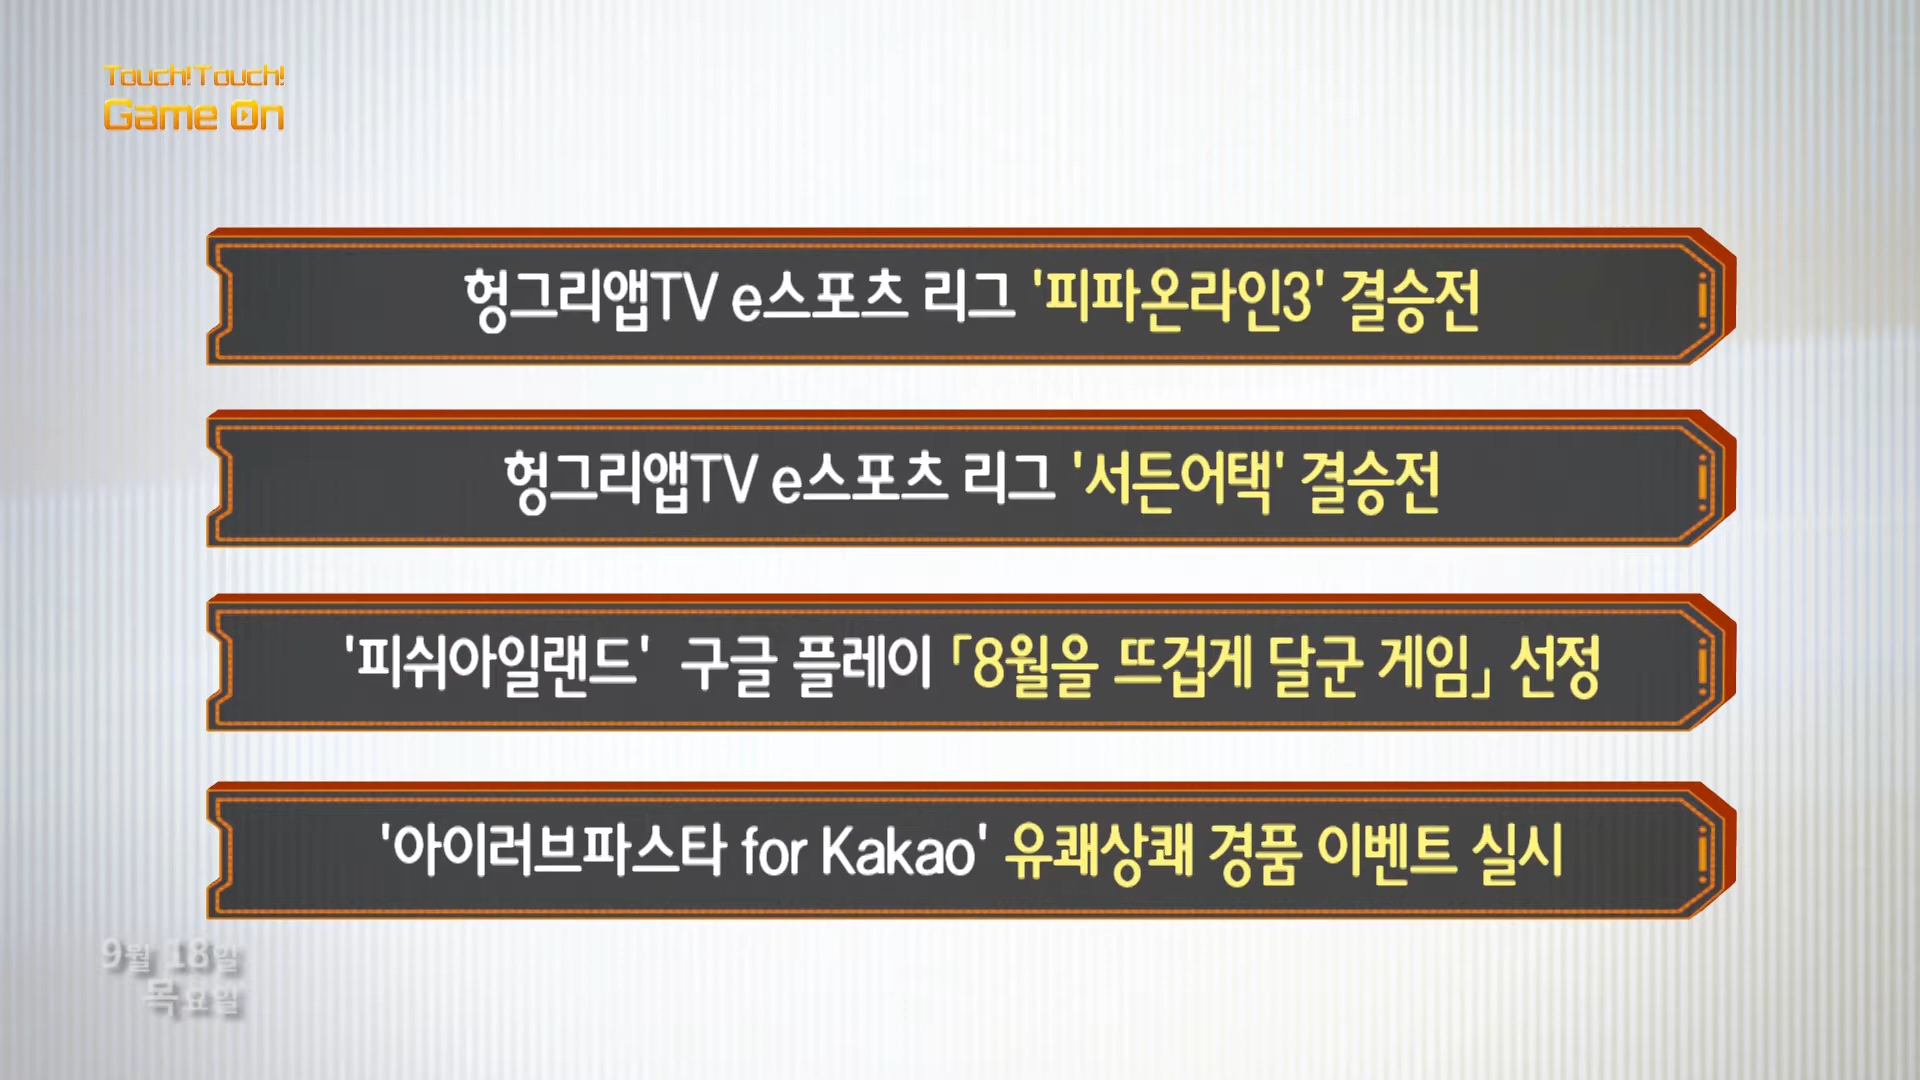 Touch!Touch!
Game On
헝그리앱TV e스포츠 리그 '피파온라인3' 결승전
헝그리앱TV e스포츠 리그 '서든어택' 결승전
'피쉬아일랜드' 구글 플레이 「8월을 뜨겁게 달군 게임」 선정
'아이러브파스타 for Kakao' 유쾌상쾌 경품 이벤트 실시
9월 18일
목요일